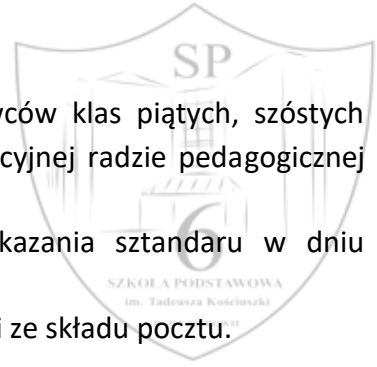 SP
ców klas piątych, szóstych
cyjnej radzie pedagogicznej
kazania sztandaru w dniu
6
SZKOŁA PODSTAWOWA
im. Tadeusza Kościuszki
i ze składu pocztu.